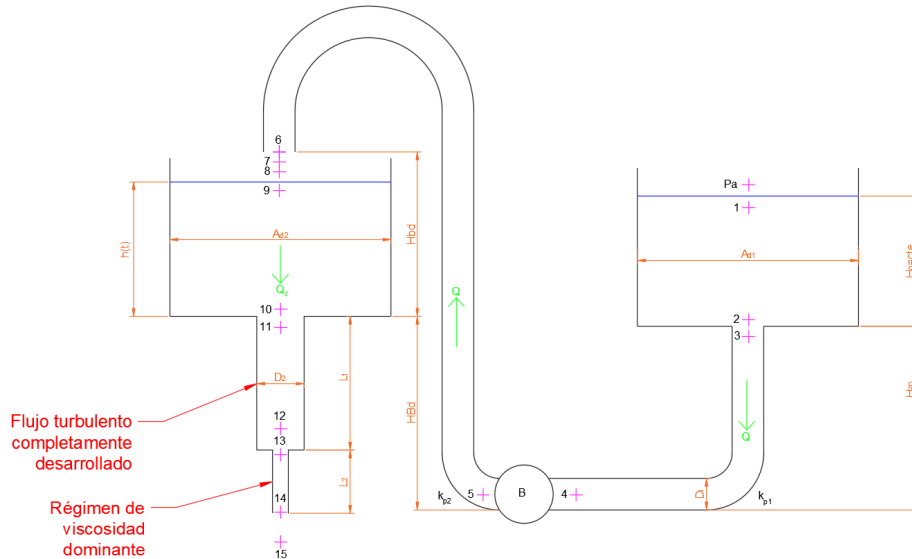 6
7
8
9
h(t)
Ad2
Q2
Hbd
10
11
D2
L1
12
13
L2
14
15
Flujo turbulento
completamente
desarrollado
Régimen de
viscosidad
dominante
HBd
Q
kp2
5
B
4
Di
kp1
Pa
1
Ad1
2
3
Q